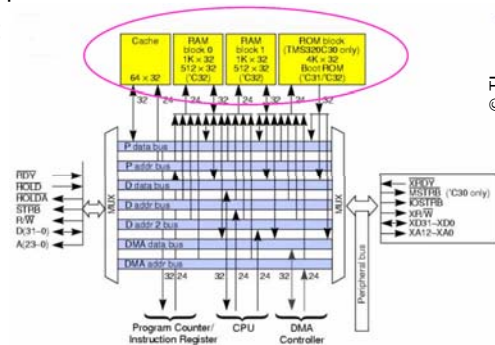 Cache
64 × 32
RAM
block 0
1K × 32
512 × 32
('C32)
RAM
block 1
1K × 32
512 × 32
('C32)
ROM block
(TMS320C30 only)
4K × 32
Boot ROM
('C31/'C32)
32 24 32 24 32 24 32 24 32
P data bus
P addr bus
D data bus
D addr bus
D addr 2 bus
DMA data bus
DMA addr bus
MUX
MUX
RDY
HOLD
HOLDA
STRB
R/W
D(31–0)
A(23–0)
XRDY
MSTRB ('C30 only)
IOSTRB
XR/W
XD31–XD0
XA12–XA0
Peripheral bus
32 24 32 24 24 32 24
Program Counter/
Instruction Register
CPU
DMA
Controller
©